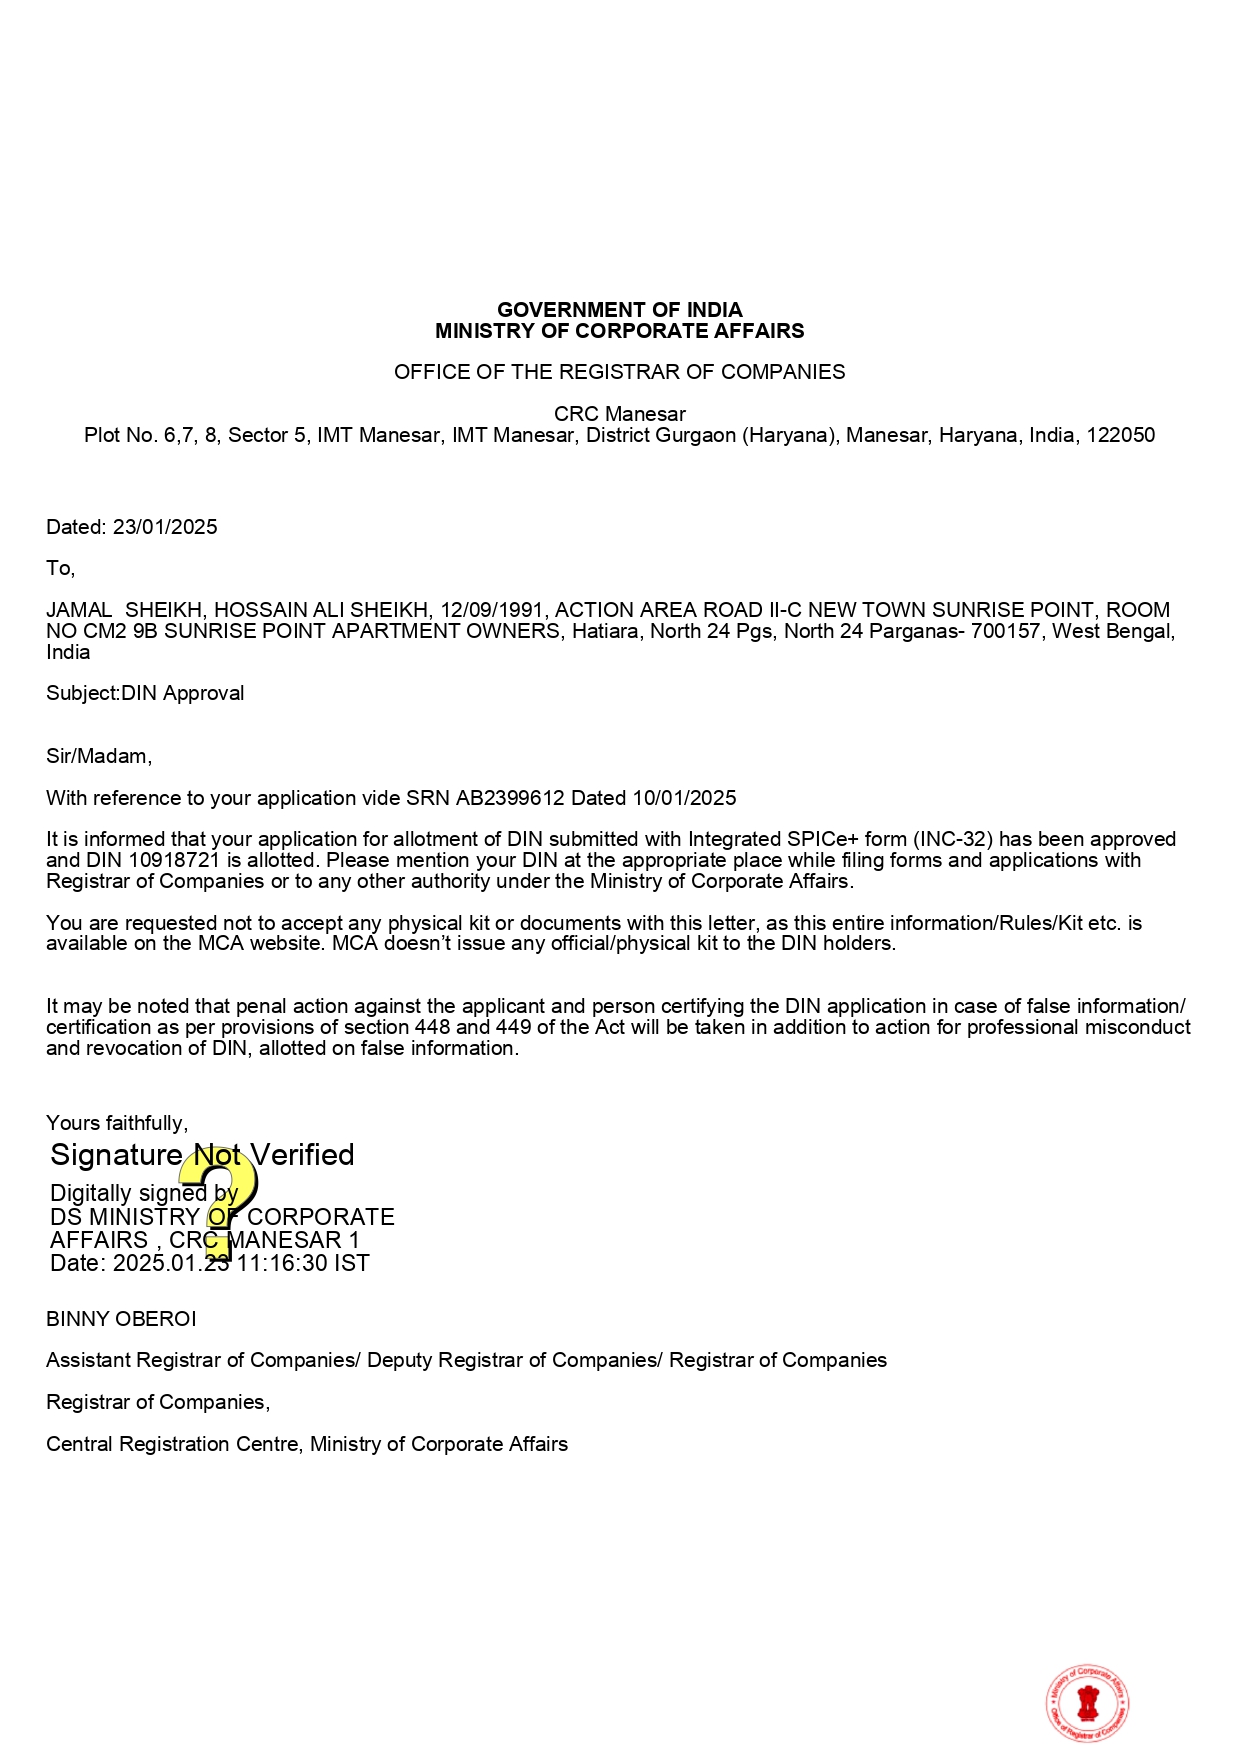 GOVERNMENT OF INDIA
MINISTRY OF CORPORATE AFFAIRS
OFFICE OF THE REGISTRAR OF COMPANIES
CRC Manesar
Plot No. 6,7, 8, Sector 5, IMT Manesar, IMT Manesar, District Gurgaon (Haryana), Manesar, Haryana, India, 122050
Dated: 23/01/2025
To,
JAMAL  SHEIKH, HOSSAIN ALI SHEIKH, 12/09/1991, ACTION AREA ROAD II-C NEW TOWN SUNRISE POINT, ROOM
NO CM2 9B SUNRISE POINT APARTMENT OWNERS, Hatiara, North 24 Pgs, North 24 Parganas- 700157, West Bengal,
India
Subject:DIN Approval
Sir/Madam,
With reference to your application vide SRN AB2399612 Dated 10/01/2025
It is informed that your application for allotment of DIN submitted with Integrated SPICe+ form (INC-32) has been approved
and DIN 10918721 is allotted. Please mention your DIN at the appropriate place while filing forms and applications with
Registrar of Companies or to any other authority under the Ministry of Corporate Affairs.
You are requested not to accept any physical kit or documents with this letter, as this entire information/Rules/Kit etc. is
available on the MCA website. MCA doesn’t issue any official/physical kit to the DIN holders.
It may be noted that penal action against the applicant and person certifying the DIN application in case of false information/
certification as per provisions of section 448 and 449 of the Act will be taken in addition to action for professional misconduct
and revocation of DIN, allotted on false information.
Yours faithfully,
Signature Not Verified
Digitally signed by
DS MINISTRY OF CORPORATE
AFFAIRS , CRC MANESAR 1
Date: 2025.01.23 11:16:30 IST
BINNY OBEROI
Assistant Registrar of Companies/ Deputy Registrar of Companies/ Registrar of Companies
Registrar of Companies,
Central Registration Centre, Ministry of Corporate Affairs
Ministry of Corporate Affairs
Office of Registrar of Companies